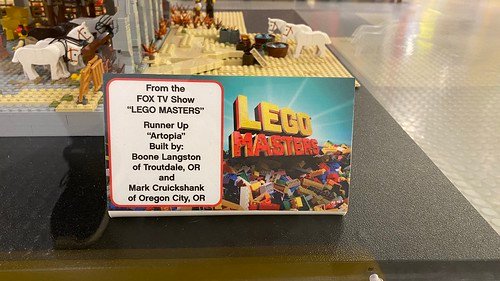 From the
FOX TV Show
“LEGO MASTERS”
Runner Up
“Artopia”
Built by:
Boone Langston
of Troutdale, OR
and
Mark Cruickshank
of Oregon City, OR
LEGO
MASTERS